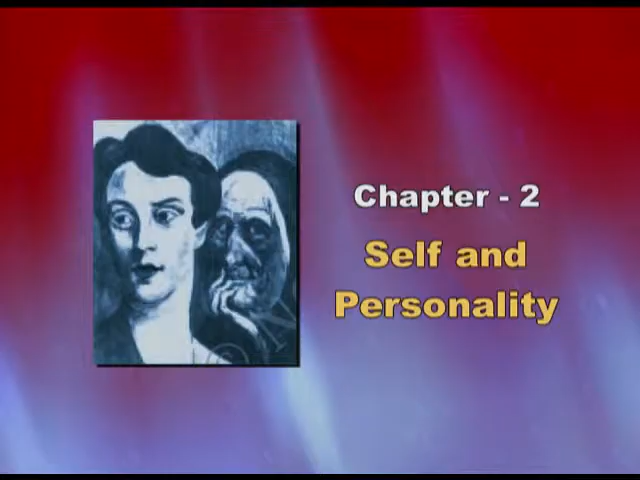 Chapter - 2
Self and
Personality